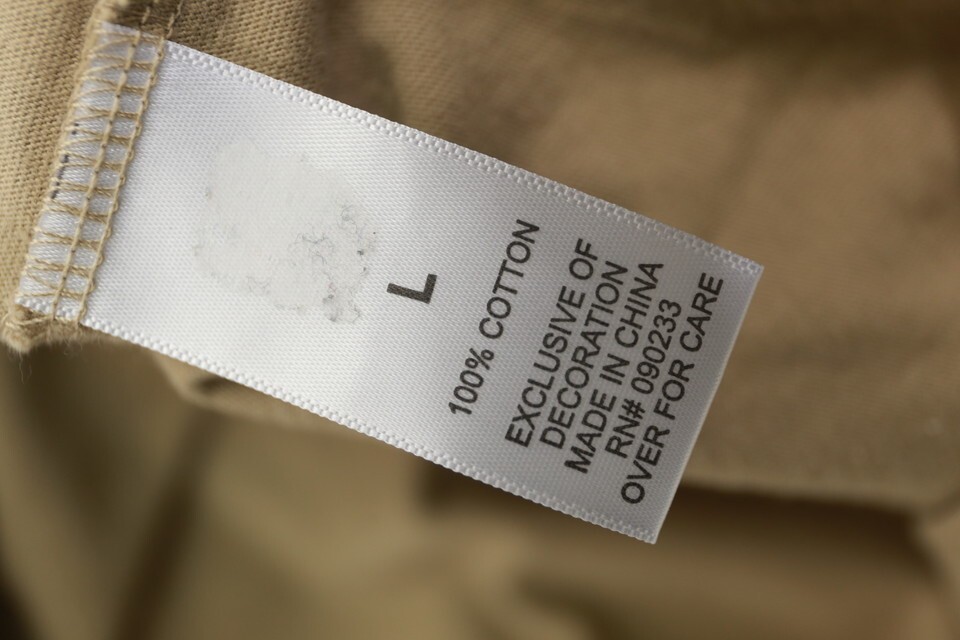 L
100% COTTON
EXCLUSIVE OF
DECORATION
MADE IN CHINA
RN# 090233
OVER FOR CARE